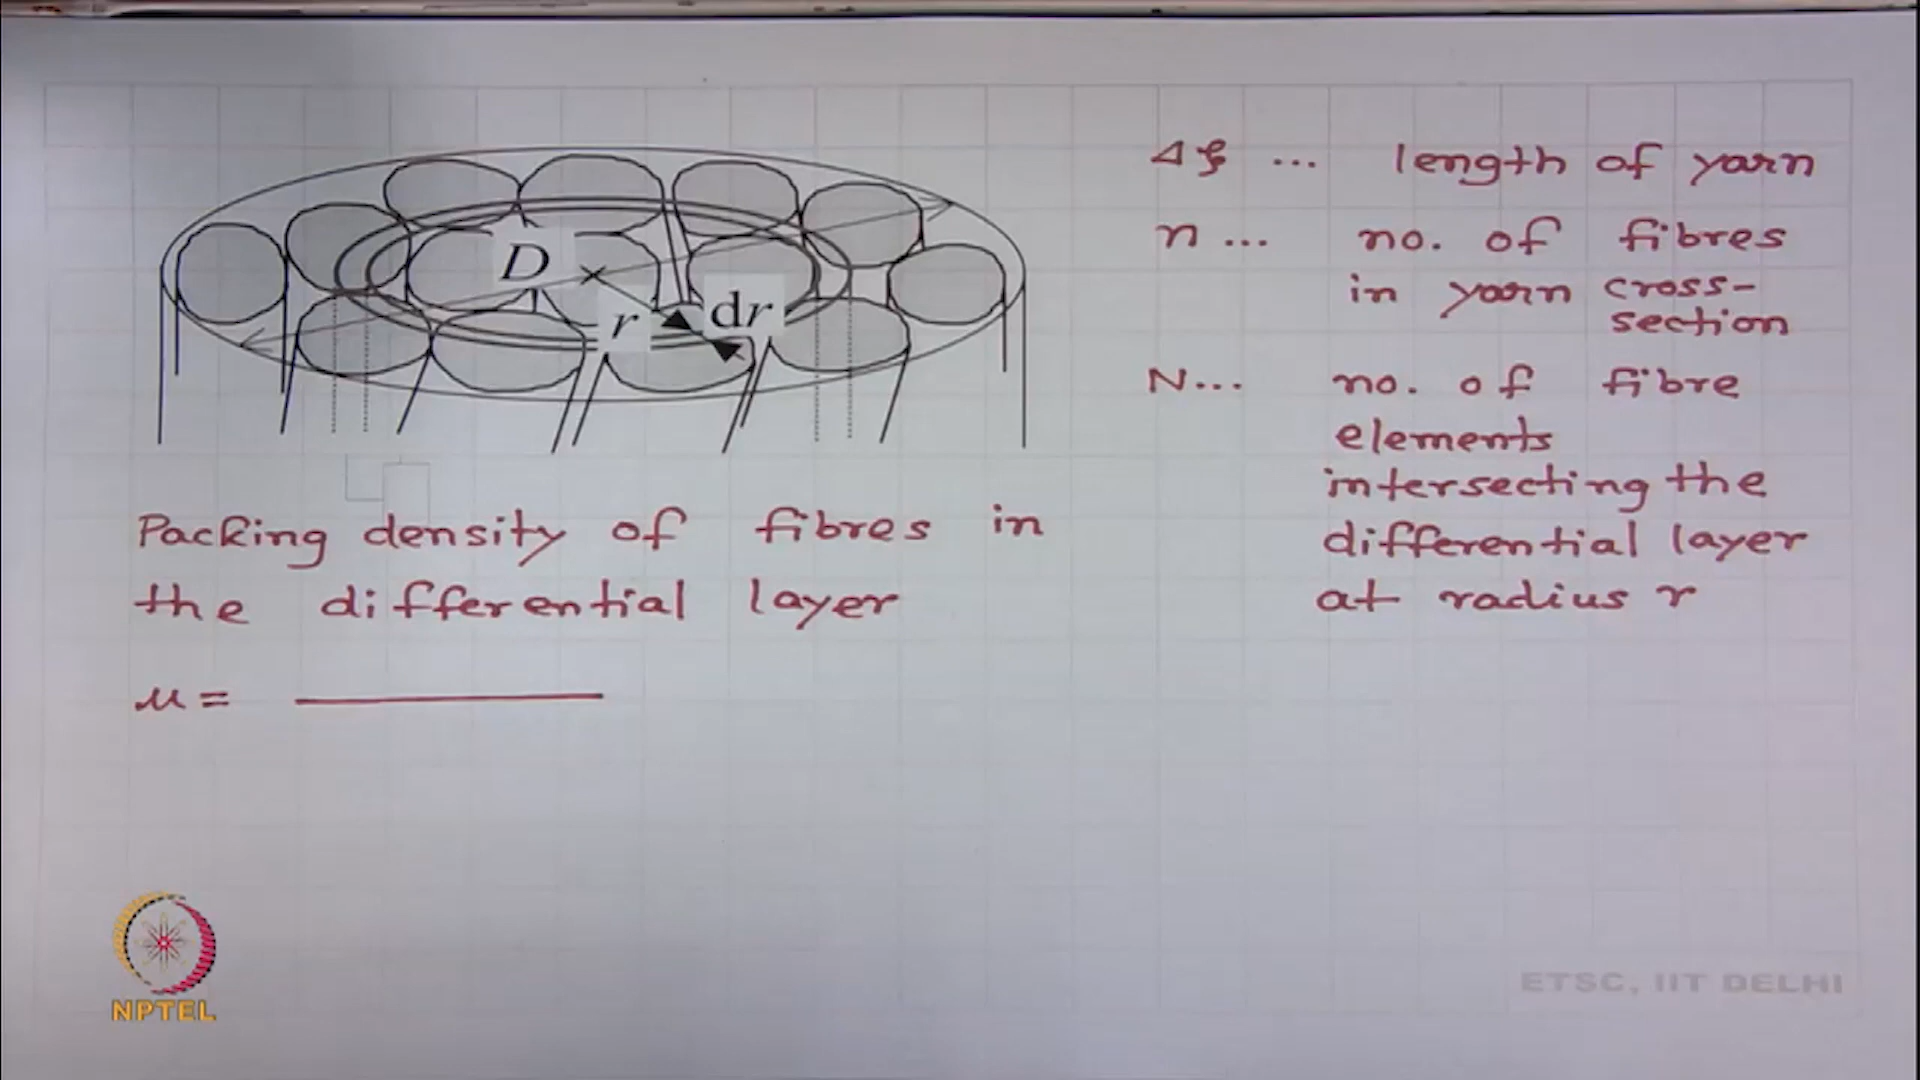 D
r
dr
Packing density of fibres in
the differential layer
μ =
Δξ ... length of yarn
n ... no. of fibres
in yarn cross-
section
N... no. of fibre
elements
intersecting the
differential layer
at radius r
NPTEL
ETSC, IIT DELHI